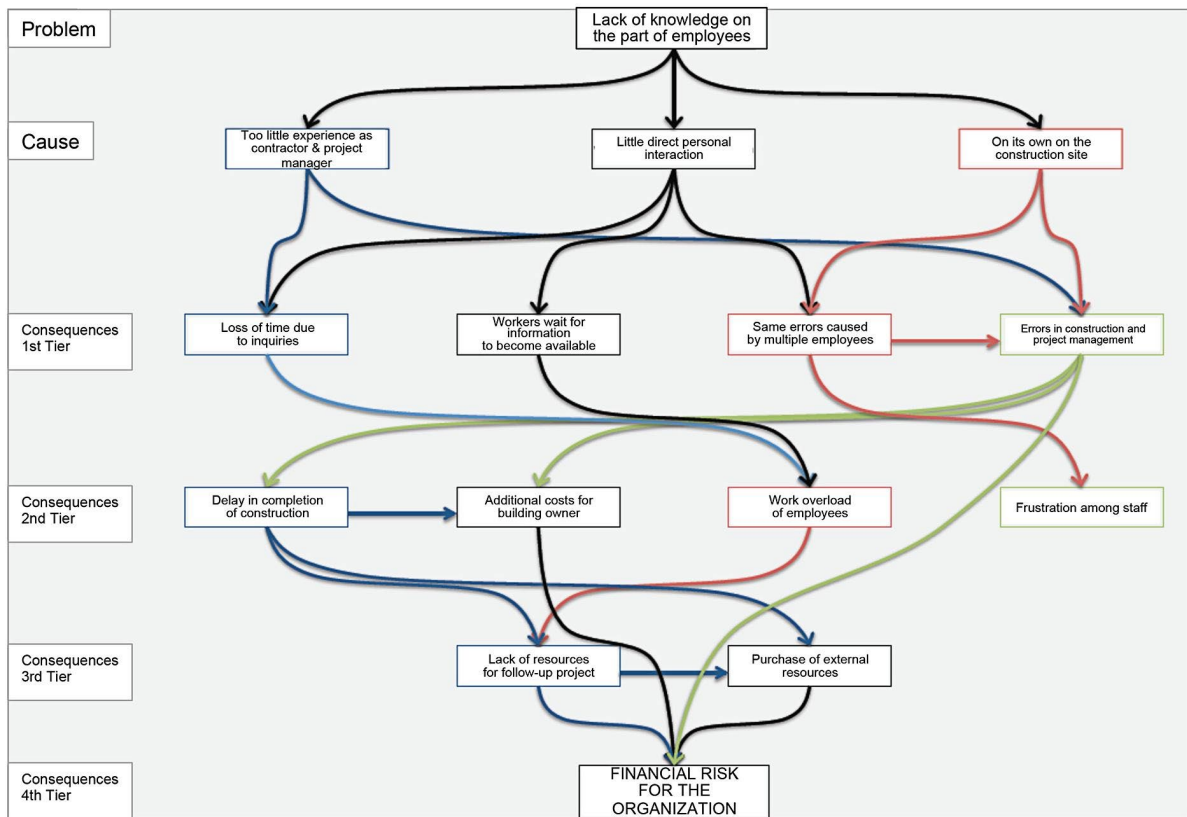 Problem
Lack of knowledge on
the part of employees
Cause
Too little experience as
contractor & project
manager
Little direct personal
interaction
On its own on the
construction site
Consequences
1st Tier
Loss of time due
to inquiries
Workers wait for
information
to become available
Same errors caused
by multiple employees
Errors in construction and
project management
Consequences
2nd Tier
Delay in completion
of construction
Additional costs for
building owner
Work overload
of employees
Frustration among staff
Consequences
3rd Tier
Lack of resources
for follow-up project
Purchase of external
resources
Consequences
4th Tier
FINANCIAL RISK
FOR THE
ORGANIZATION